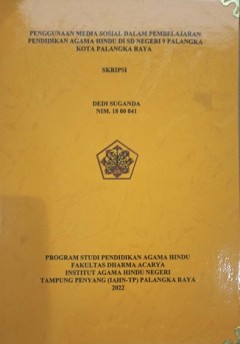 PENGGUNAAN MEDIA SOSIAL DALAM PEMBELAJARAN
PENDIDIKAN AGAMA HINDU DI SD NEGERI 9 PALANGKA
KOTA PALANGKA RAYA
SKRIPSI
DEDI SUGANDA
NIM. 18 00 041
PROGRAM STUDI PENDIDIKAN AGAMA HINDU
FAKULTAS DHARMA ACARYA
INSTITUT AGAMA HINDU NEGERI
TAMPUNG PENYANG (IAHN-TP) PALANGKA RAYA
2022